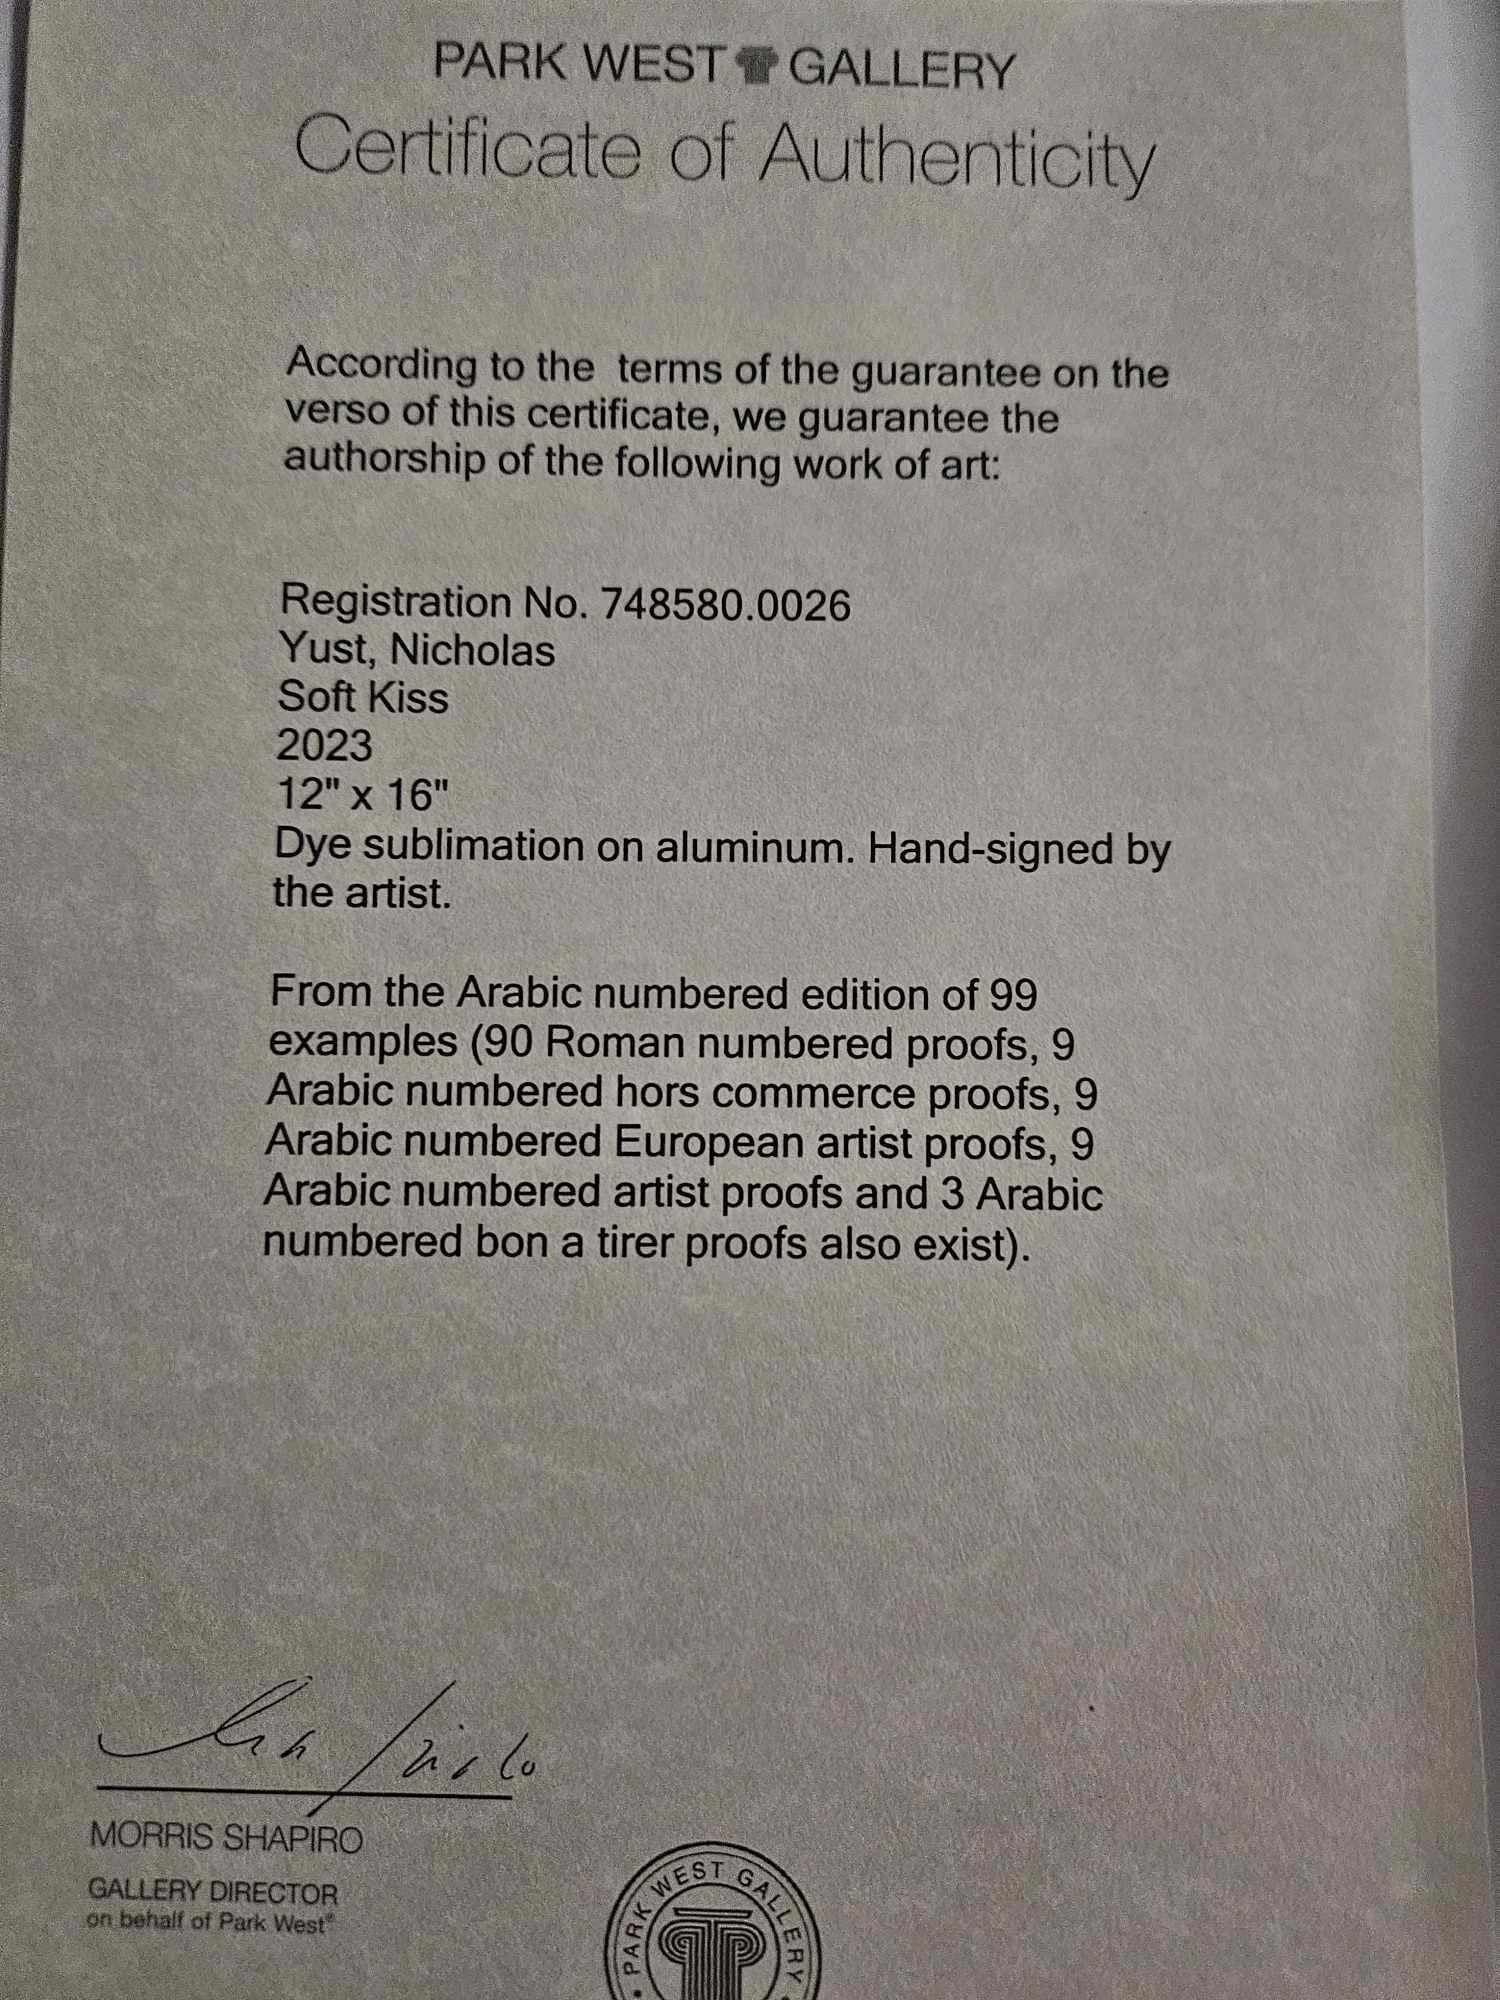 PARK WEST GALLERY
Certificate of Authenticity
According to the terms of the guarantee on the
verso of this certificate, we guarantee the
authorship of the following work of art:
Registration No. 748580.0026
Yust, Nicholas
Soft Kiss
2023
12" x 16"
Dye sublimation on aluminum. Hand-signed by
the artist.
From the Arabic numbered edition of 99
examples (90 Roman numbered proofs, 9
Arabic numbered hors commerce proofs, 9
Arabic numbered European artist proofs, 9
Arabic numbered artist proofs and 3 Arabic
numbered bon a tirer proofs also exist).
MORRIS SHAPIRO
GALLERY DIRECTOR
on behalf of Park West®
• PARK WEST GALLERY •